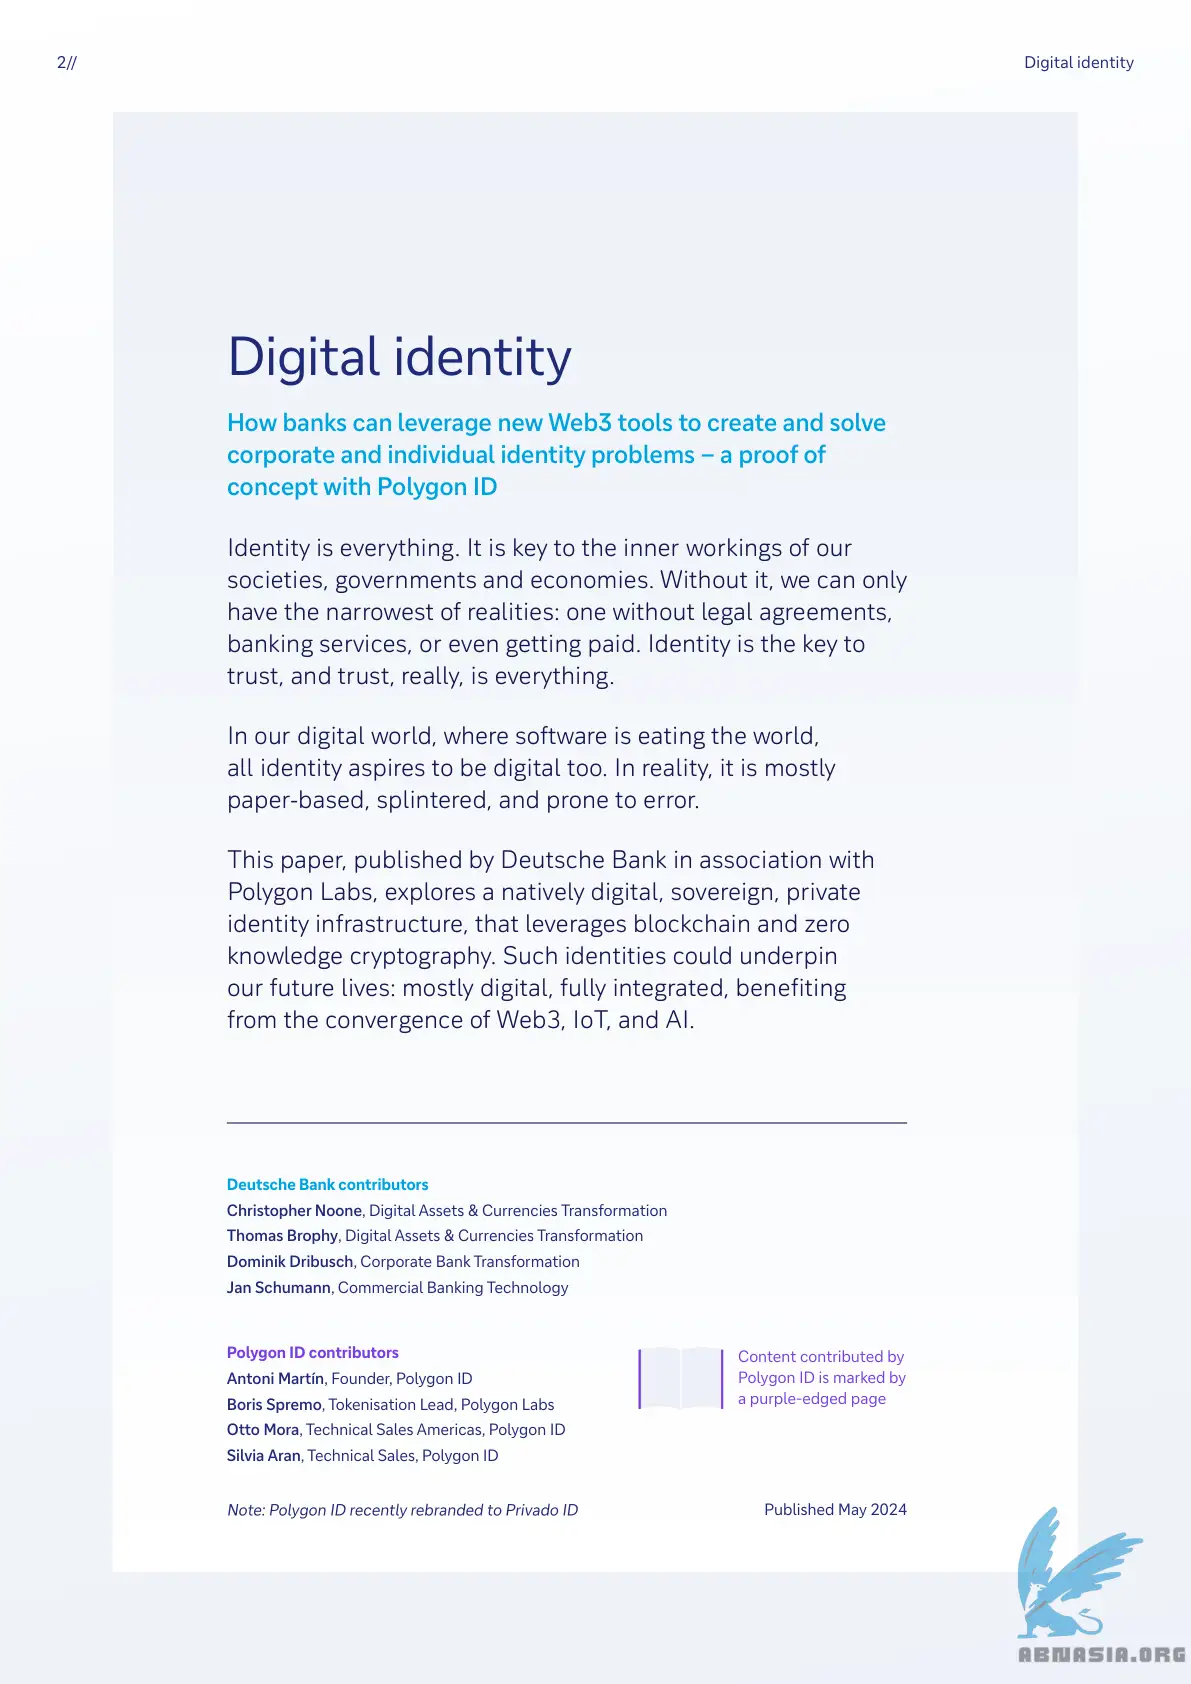 2//
Digital identity
Digital identity
How banks can leverage new Web3 tools to create and solve
corporate and individual identity problems – a proof of
concept with Polygon ID
Identity is everything. It is key to the inner workings of our
societies, governments and economies. Without it, we can only
have the narrowest of realities: one without legal agreements,
banking services, or even getting paid. Identity is the key to
trust, and trust, really, is everything.
In our digital world, where software is eating the world,
all identity aspires to be digital too. In reality, it is mostly
paper-based, splintered, and prone to error.
This paper, published by Deutsche Bank in association with
Polygon Labs, explores a natively digital, sovereign, private
identity infrastructure, that leverages blockchain and zero
knowledge cryptography. Such identities could underpin
our future lives: mostly digital, fully integrated, benefiting
from the convergence of Web3, IoT, and AI.
Deutsche Bank contributors
Christopher Noone, Digital Assets & Currencies Transformation
Thomas Brophy, Digital Assets & Currencies Transformation
Dominik Dribusch, Corporate Bank Transformation
Jan Schumann, Commercial Banking Technology
Polygon ID contributors
Antoni Martín, Founder, Polygon ID
Boris Spremo, Tokenisation Lead, Polygon Labs
Otto Mora, Technical Sales Americas, Polygon ID
Silvia Aran, Technical Sales, Polygon ID
Content contributed by
Polygon ID is marked by
a purple-edged page
Note: Polygon ID recently rebranded to Privado ID
Published May 2024
ABNASIA.ORG